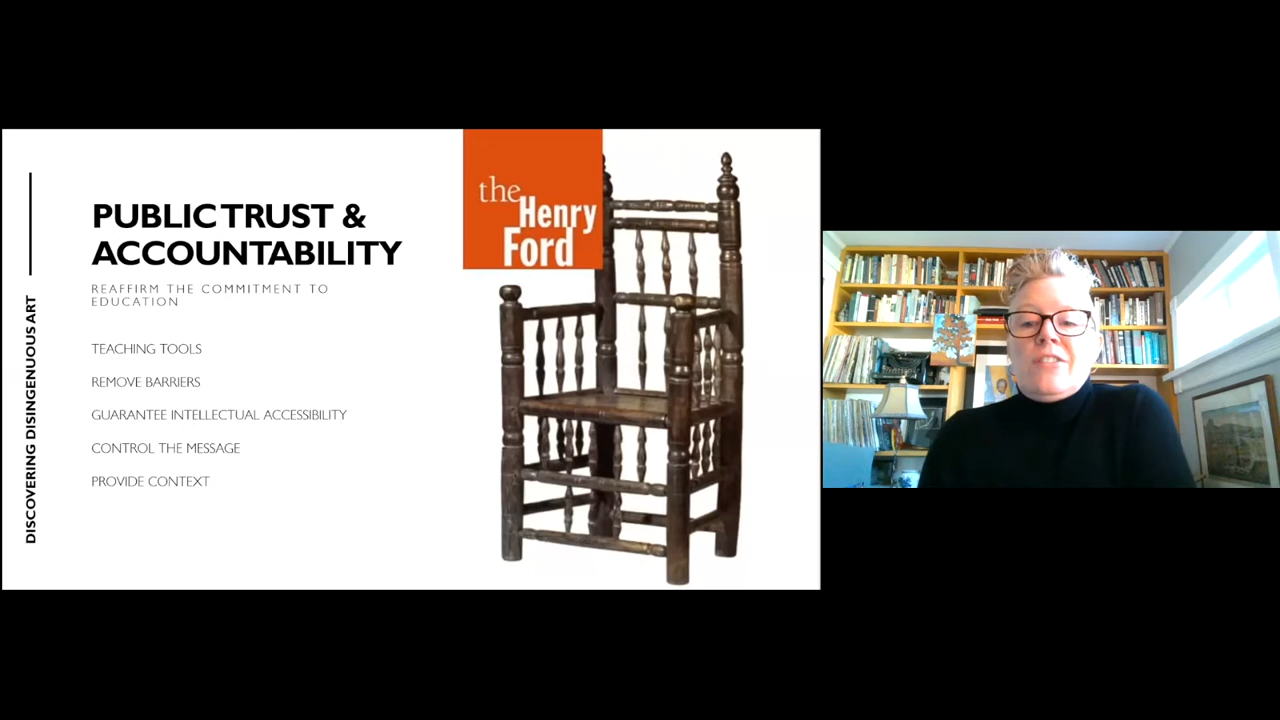 DISCOVERING DISINGENUOUS ART
PUBLIC TRUST &
ACCOUNTABILITY
REAFFIRM THE COMMITMENT TO
EDUCATION
TEACHING TOOLS
REMOVE BARRIERS
GUARANTEE INTELLECTUAL ACCESSIBILITY
CONTROL THE MESSAGE
PROVIDE CONTEXT
the
Henry
Ford